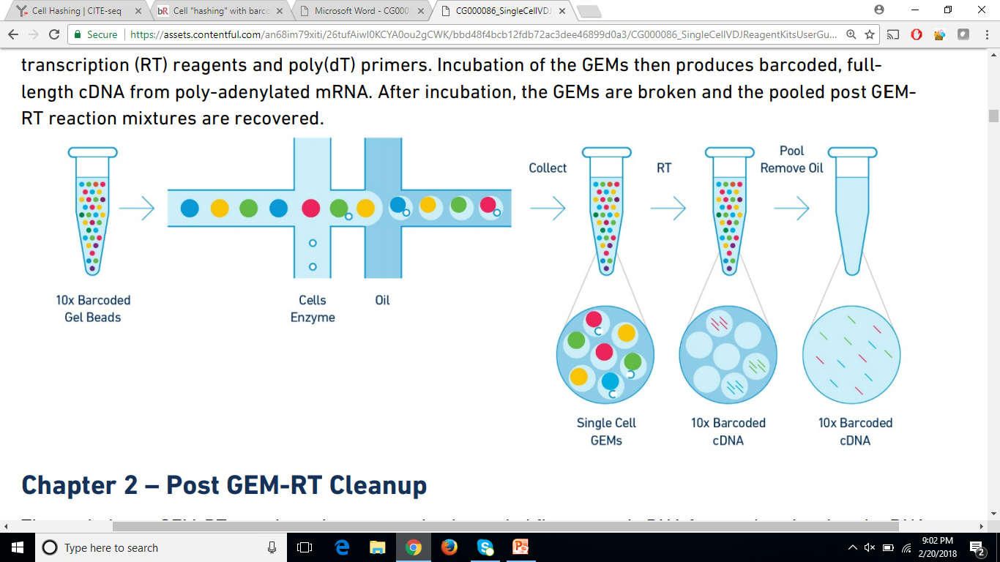 Cell Hashing | CITE-seq
bR Cell "hashing" with barco
Microsoft Word - CG000
CG000086_SingleCellVDJ
Secure | https://assets.contentful.com/an68im79xiti/26tufAiwI0KCYA0ou2gCWK/bbd48f4bcb12fdb72ac3dee46899d0a3/CG000086_SingleCellVDJReagentKitsUserGu...
transcription (RT) reagents and poly(dT) primers. Incubation of the GEMs then produces barcoded, full-
length cDNA from poly-adenylated mRNA. After incubation, the GEMs are broken and the pooled post GEM-
RT reaction mixtures are recovered.
Collect
RT
Pool
Remove Oil
10x Barcoded
Gel Beads
Cells
Enzyme
Oil
Single Cell
GEMs
10x Barcoded
cDNA
10x Barcoded
cDNA
Chapter 2 – Post GEM-RT Cleanup
Type here to search
9:02 PM
2/20/2018
2